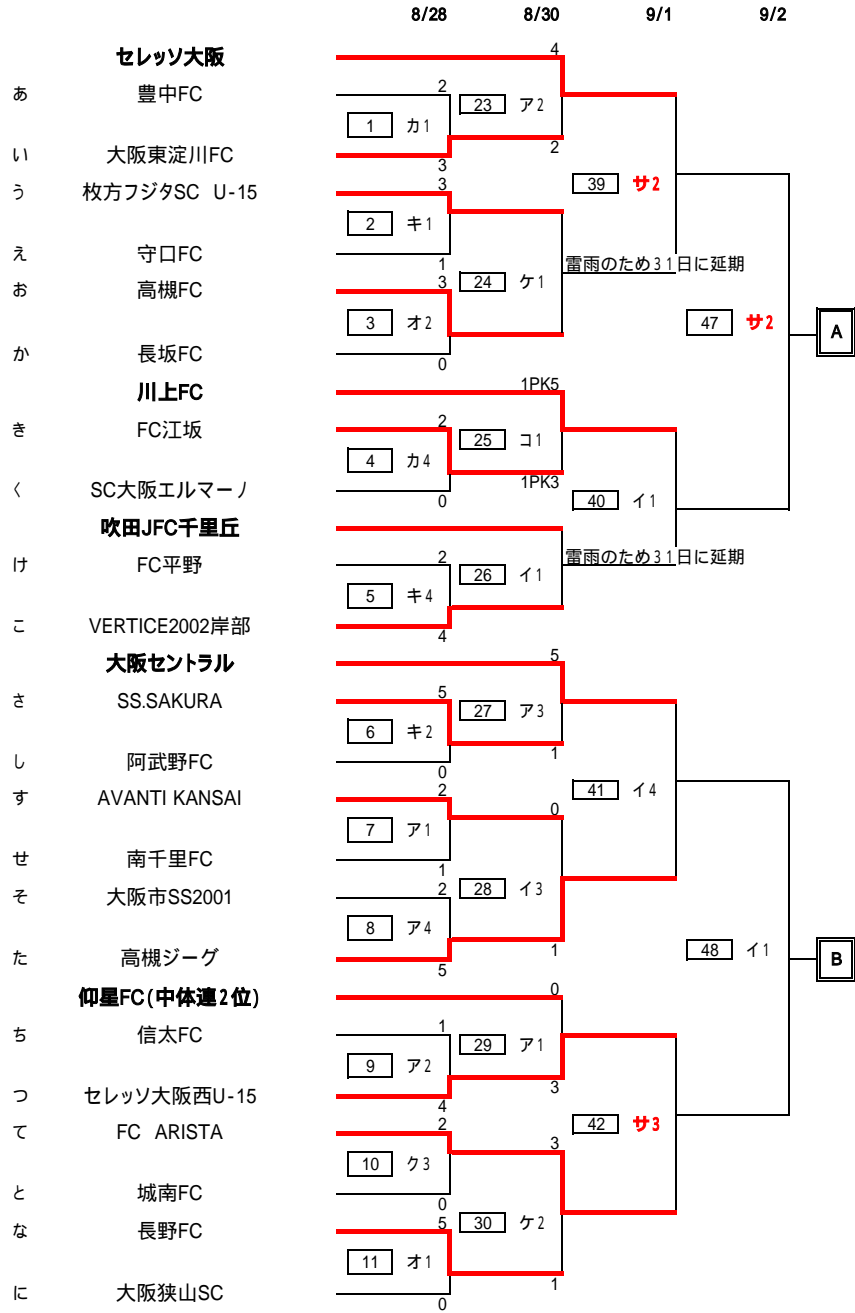 8/28 8/30 9/1 9/2
4
セレッソ大阪
あ 豊中FC 2
23 ア2
1 カ1
い 大阪東淀川FC 3 2
39 サ2
う 枚方フジタSC U-15 3
2 キ1
え 守口FC 1
雷雨のため31日に延期
24 ケ1
お 高槻FC 3
3 オ2
47 サ2 A
か 長坂FC 0
川上FC 1PK5
き FC江坂 2
25 コ1
4 カ4
く SC大阪エルマーノ 0 1PK3
40 イ1
吹田JFC千里丘
雷雨のため31日に延期
け FC平野 2
26 イ1
5 キ4
こ VERTICE2002岸部 4
大阪セントラル 5
さ SS.SAKURA 5
27 ア3
6 キ2
し 阿武野FC 0 1
41 イ4
す AVANTI KANSAI 2 0
7 ア1
せ 南千里FC 1
28 イ3
そ 大阪市SS2001 2
8 ア4
た 高槻ジーグ 5 1
48 イ1 B
仰星FC(中体連2位) 0
ち 信太FC 1
29 ア1
9 ア2
つ セレッソ大阪西U-15 4 3
42 サ3
て FC ARISTA 2 3
10 ク3
と 城南FC 0
30 ケ2
な 長野FC 5
11 オ1
に 大阪狭山SC 0 1